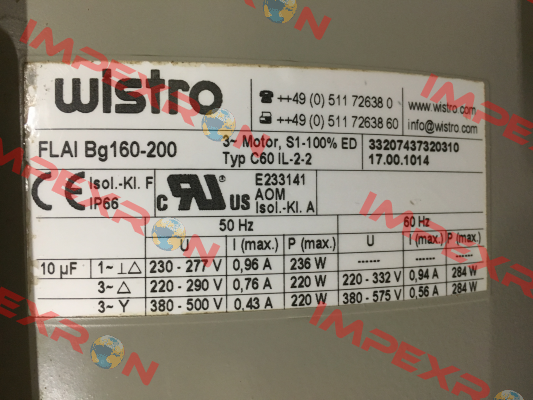 wistro
++49 (0) 511 72638 0
++49 (0) 511 72638 60
www.wistro.com
info@wistro.com
FLAI Bg160-200
3~ Motor, S1-100% ED
Typ C60 IL-2-2
33207437320310
17.00.1014
CE Isol.-Kl. F
IP66
c RU US
E233141
AOM
Isol.-Kl. A
50 Hz 60 Hz
U I (max.) P (max.) U I (max.) P (max.)
10 µF 1~ ⊥ △ 230 - 277 V 0,96 A 236 W ------ ------ ------
3~ △ 220 - 290 V 0,76 A 220 W 220 - 332 V 0,94 A 284 W
3~ Y 380 - 500 V 0,43 A 220 W 380 - 575 V 0,56 A 284 W
IMPEXRON